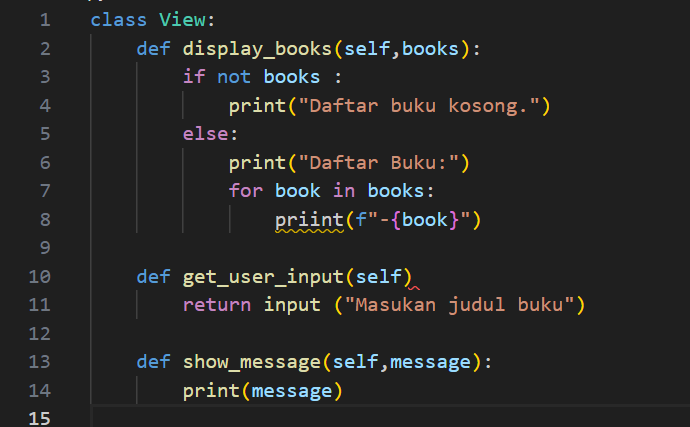 1 class View:
2     def display_books(self,books):
3         if not books :
4             print("Daftar buku kosong.")
5         else:
6             print("Daftar Buku:")
7             for book in books:
8                 priint(f"-{book}")
9
10     def get_user_input(self)
11         return input ("Masukan judul buku")
12
13     def show_message(self,message):
14         print(message)
15